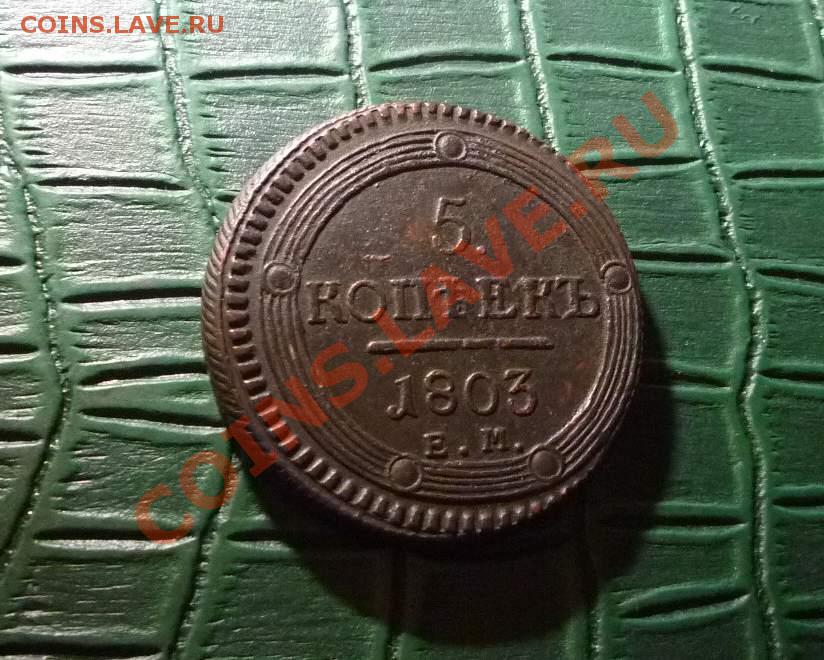 COINS.LAVE.RU
COINS.LAVE.RU
5.
КОПѢЕКЪ
1803
Е.М.